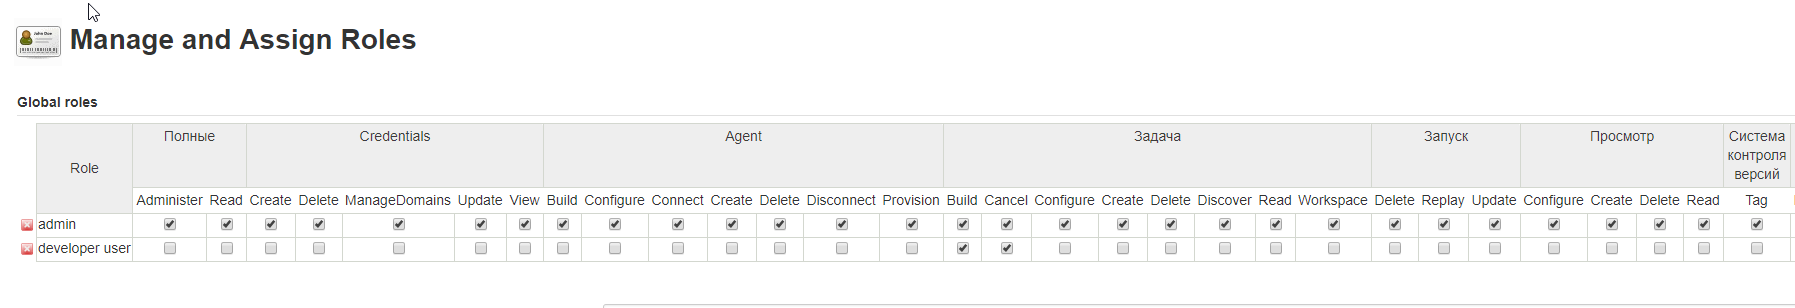 John Doe
Manage and Assign Roles
Global roles
Role Полные Credentials Agent Задача Запуск Просмотр Система контроля версий
Administer Read Create Delete ManageDomains Update View Build Configure Connect Create Delete Disconnect Provision Build Cancel Configure Create Delete Discover Read Workspace Delete Replay Update Configure Create Delete Read Tag
admin
developer user